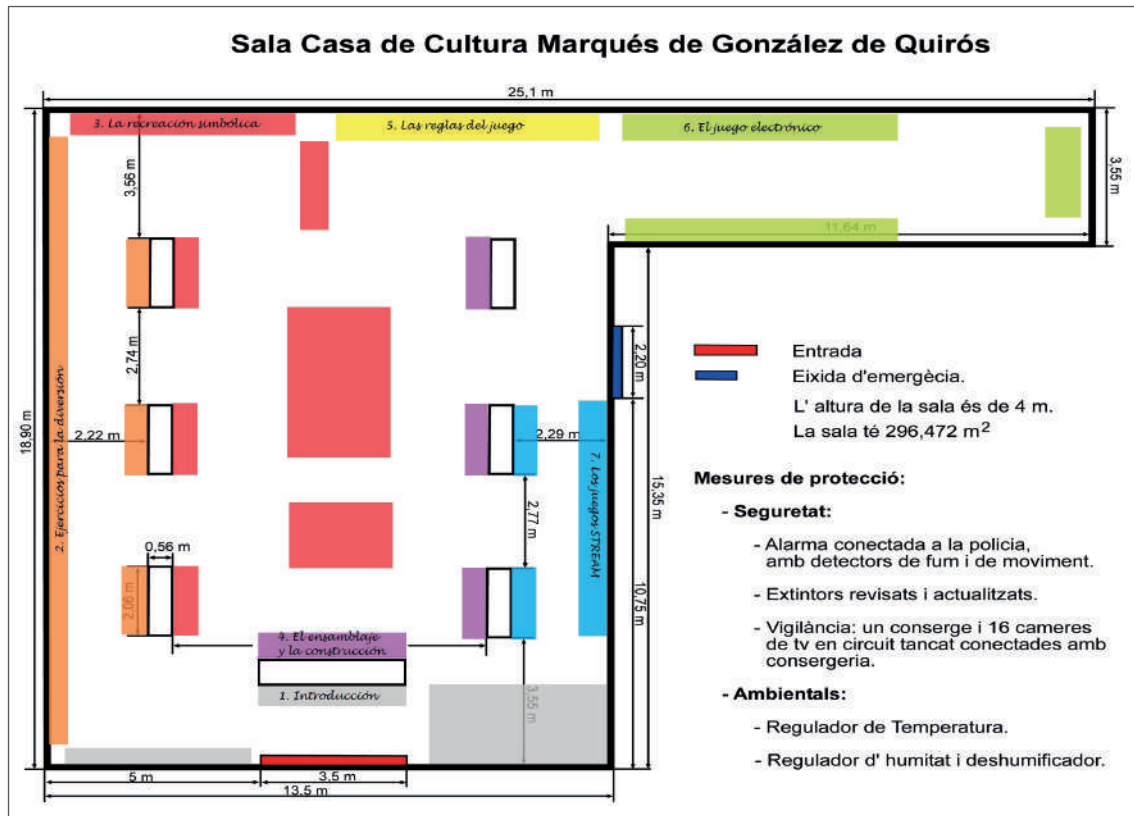 Sala Casa de Cultura Marqués de González de Quirós
25,1 m
3. La recreación simbólica
5. Las reglas del juego
6. El juego electrónico
3,56 m
3,55 m
11,64 m
2,74 m
2,20 m
18,90 m
2. Ejercicios para la diversión
2,22 m
2,29 m
7. Los juegos STREAM
2,77 m
15,35 m
0,56 m
2,06 m
10,75 m
4. El ensamblaje
y la construcción
1. Introducción
3,55 m
5 m
3,5 m
13,5 m
Entrada
Eixida d'emergècia.
L' altura de la sala és de 4 m.
La sala té 296,472 m²
Mesures de protecció:
- Seguretat:
- Alarma conectada a la policia,
amb detectors de fum i de moviment.
- Extintors revisats i actualitzats.
- Vigilància: un conserge i 16 cameres
de tv en circuit tancat conectades amb
consergeria.
- Ambientals:
- Regulador de Temperatura.
- Regulador d' humitat i deshumificador.